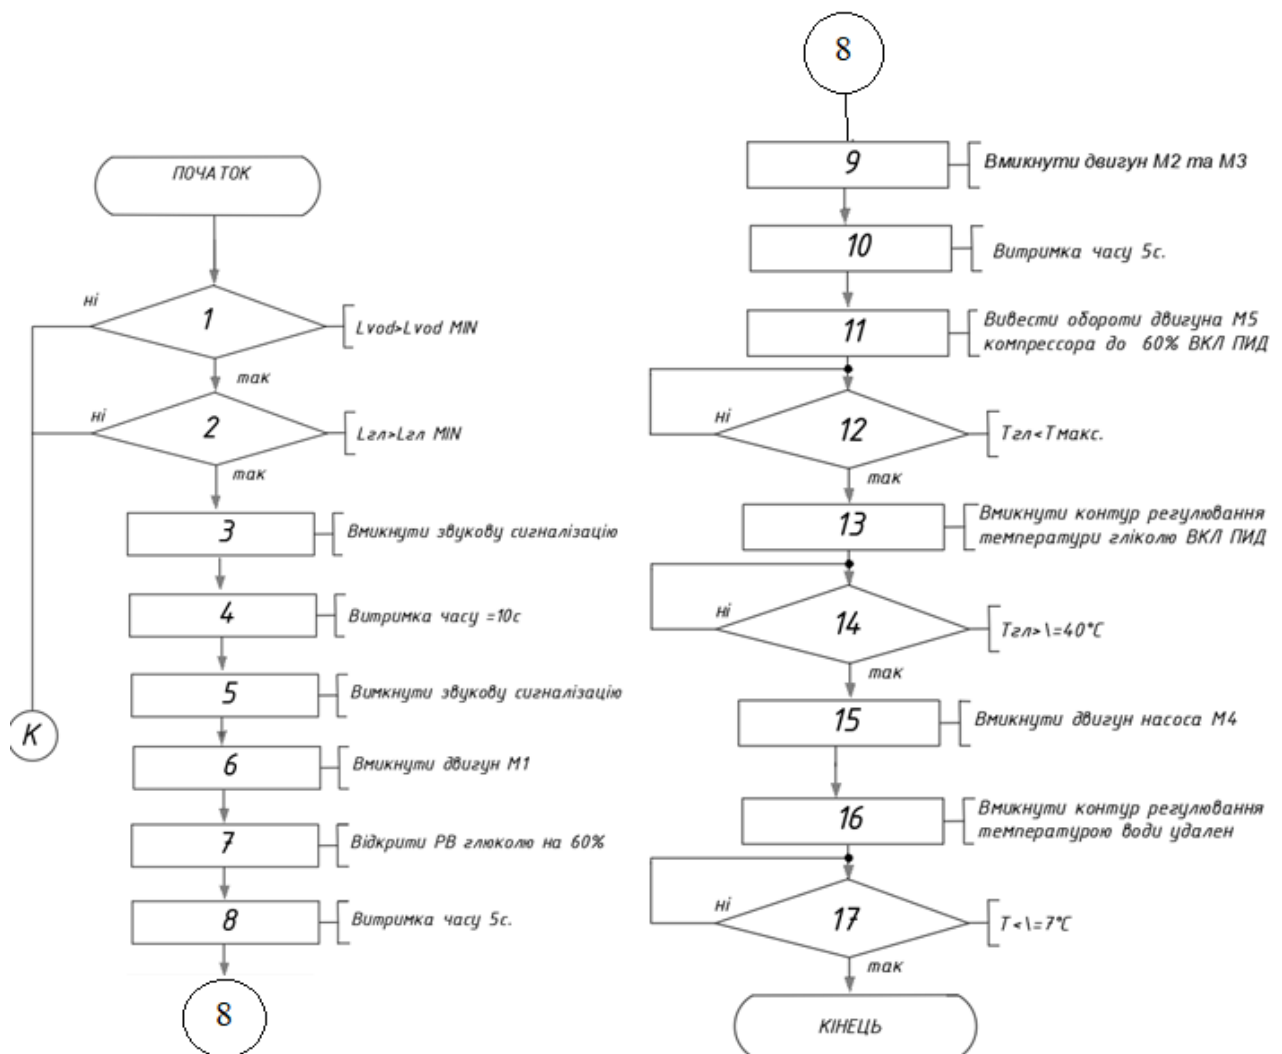 ПОЧАТОК
ні
1
Lvod>Lvod MIN
так
ні
2
Lгл>Lгл MIN
так
3
Вмикнути звукову сигналізацію
4
Витримка часу =10с
5
Вимкнути звукову сигналізацію
К
6
Вмикнути двигун М1
7
Відкрити РВ глюколю на 60%
8
Витримка часу 5с.
8
8
9
Вмикнути двигун М2 та М3
10
Витримка часу 5с.
11
Вивести обороти двигуна М5
компрессора до 60% ВКЛ ПИД
ні
12
Тгл<Тмакс.
так
13
Вмикнути контур регулювання
температури гліколю ВКЛ ПИД
ні
14
Тгл>\=40°С
так
15
Вмикнути двигун насоса М4
16
Вмикнути контур регулювання
температурою води удален
ні
17
Т<\=7°С
так
КІНЕЦЬ